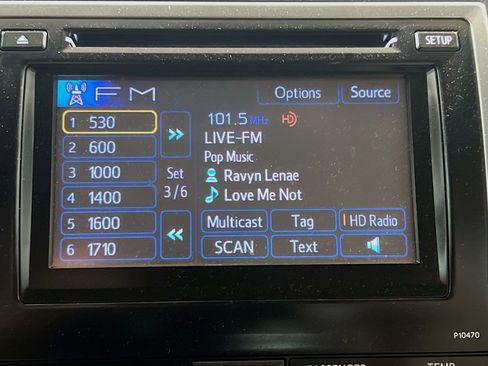 SETUP
FM
Options
Source
1 530
2 600
3 1000
4 1400
5 1600
6 1710
Set
3/6
101.5 MHz HD
LIVE-FM
Pop Music
Ravyn Lenae
Love Me Not
Multicast
Tag
HD Radio
SCAN
Text
P10470
PASSENGER
TEMP